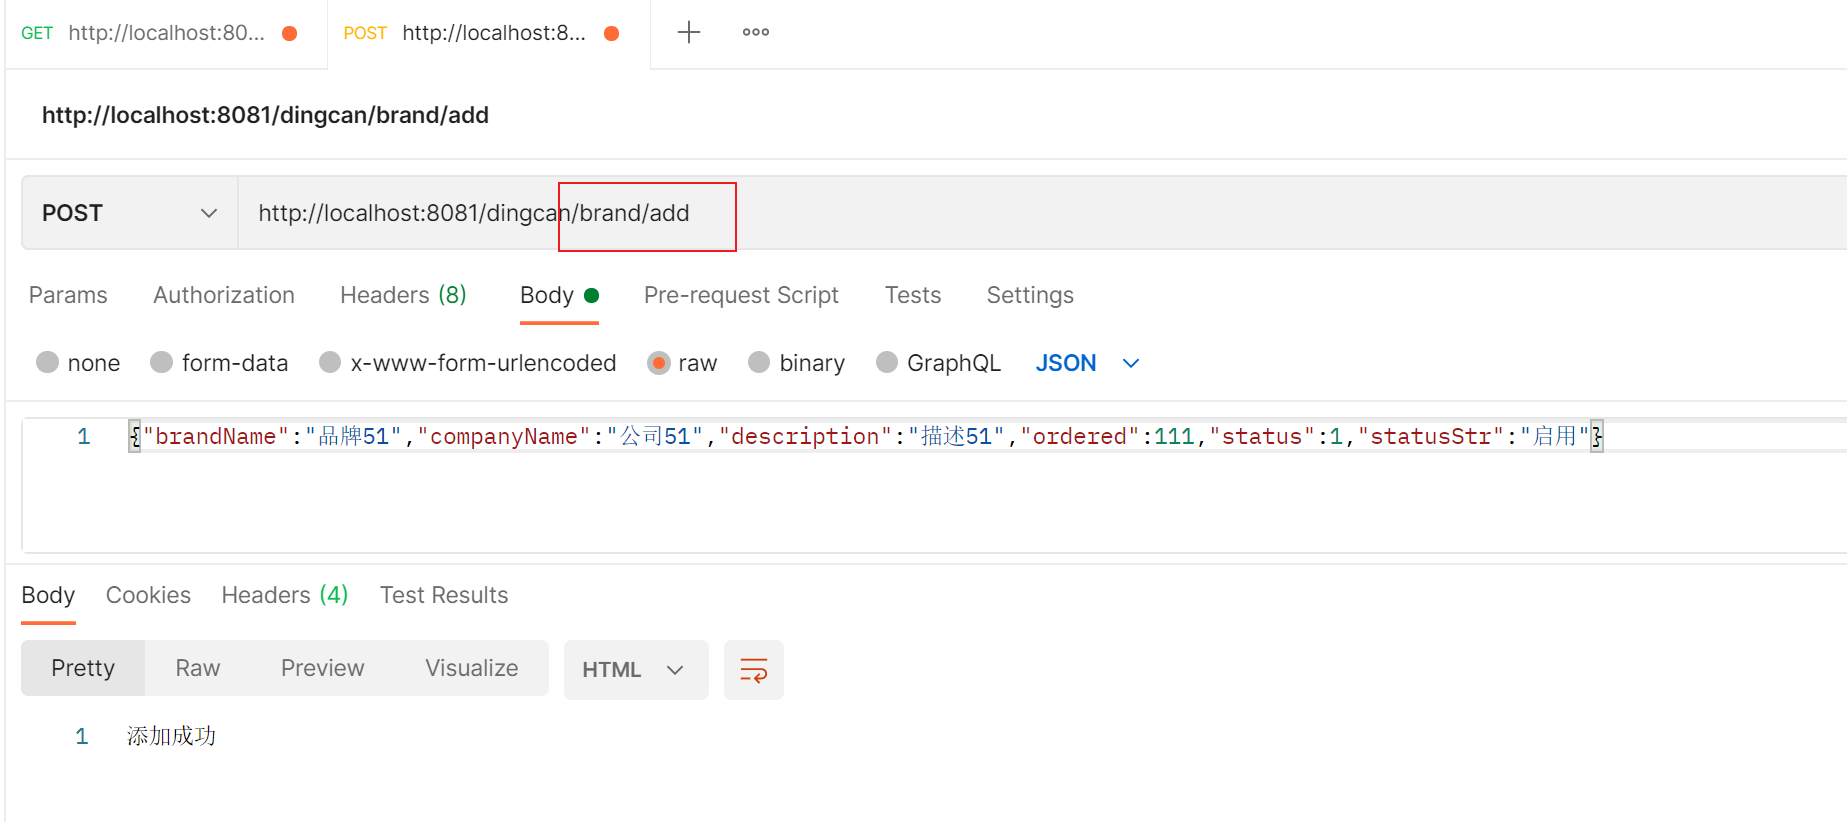 GET http://localhost:80... POST http://localhost:8...
http://localhost:8081/dingcan/brand/add
POST http://localhost:8081/dingcan/brand/add
Params Authorization Headers (8) Body Pre-request Script Tests Settings
none form-data x-www-form-urlencoded raw binary GraphQL JSON
1 {"brandName":"品牌51","companyName":"公司51","description":"描述51","ordered":111,"status":1,"statusStr":"启用"}
Body Cookies Headers (4) Test Results
Pretty Raw Preview Visualize HTML
1 添加成功